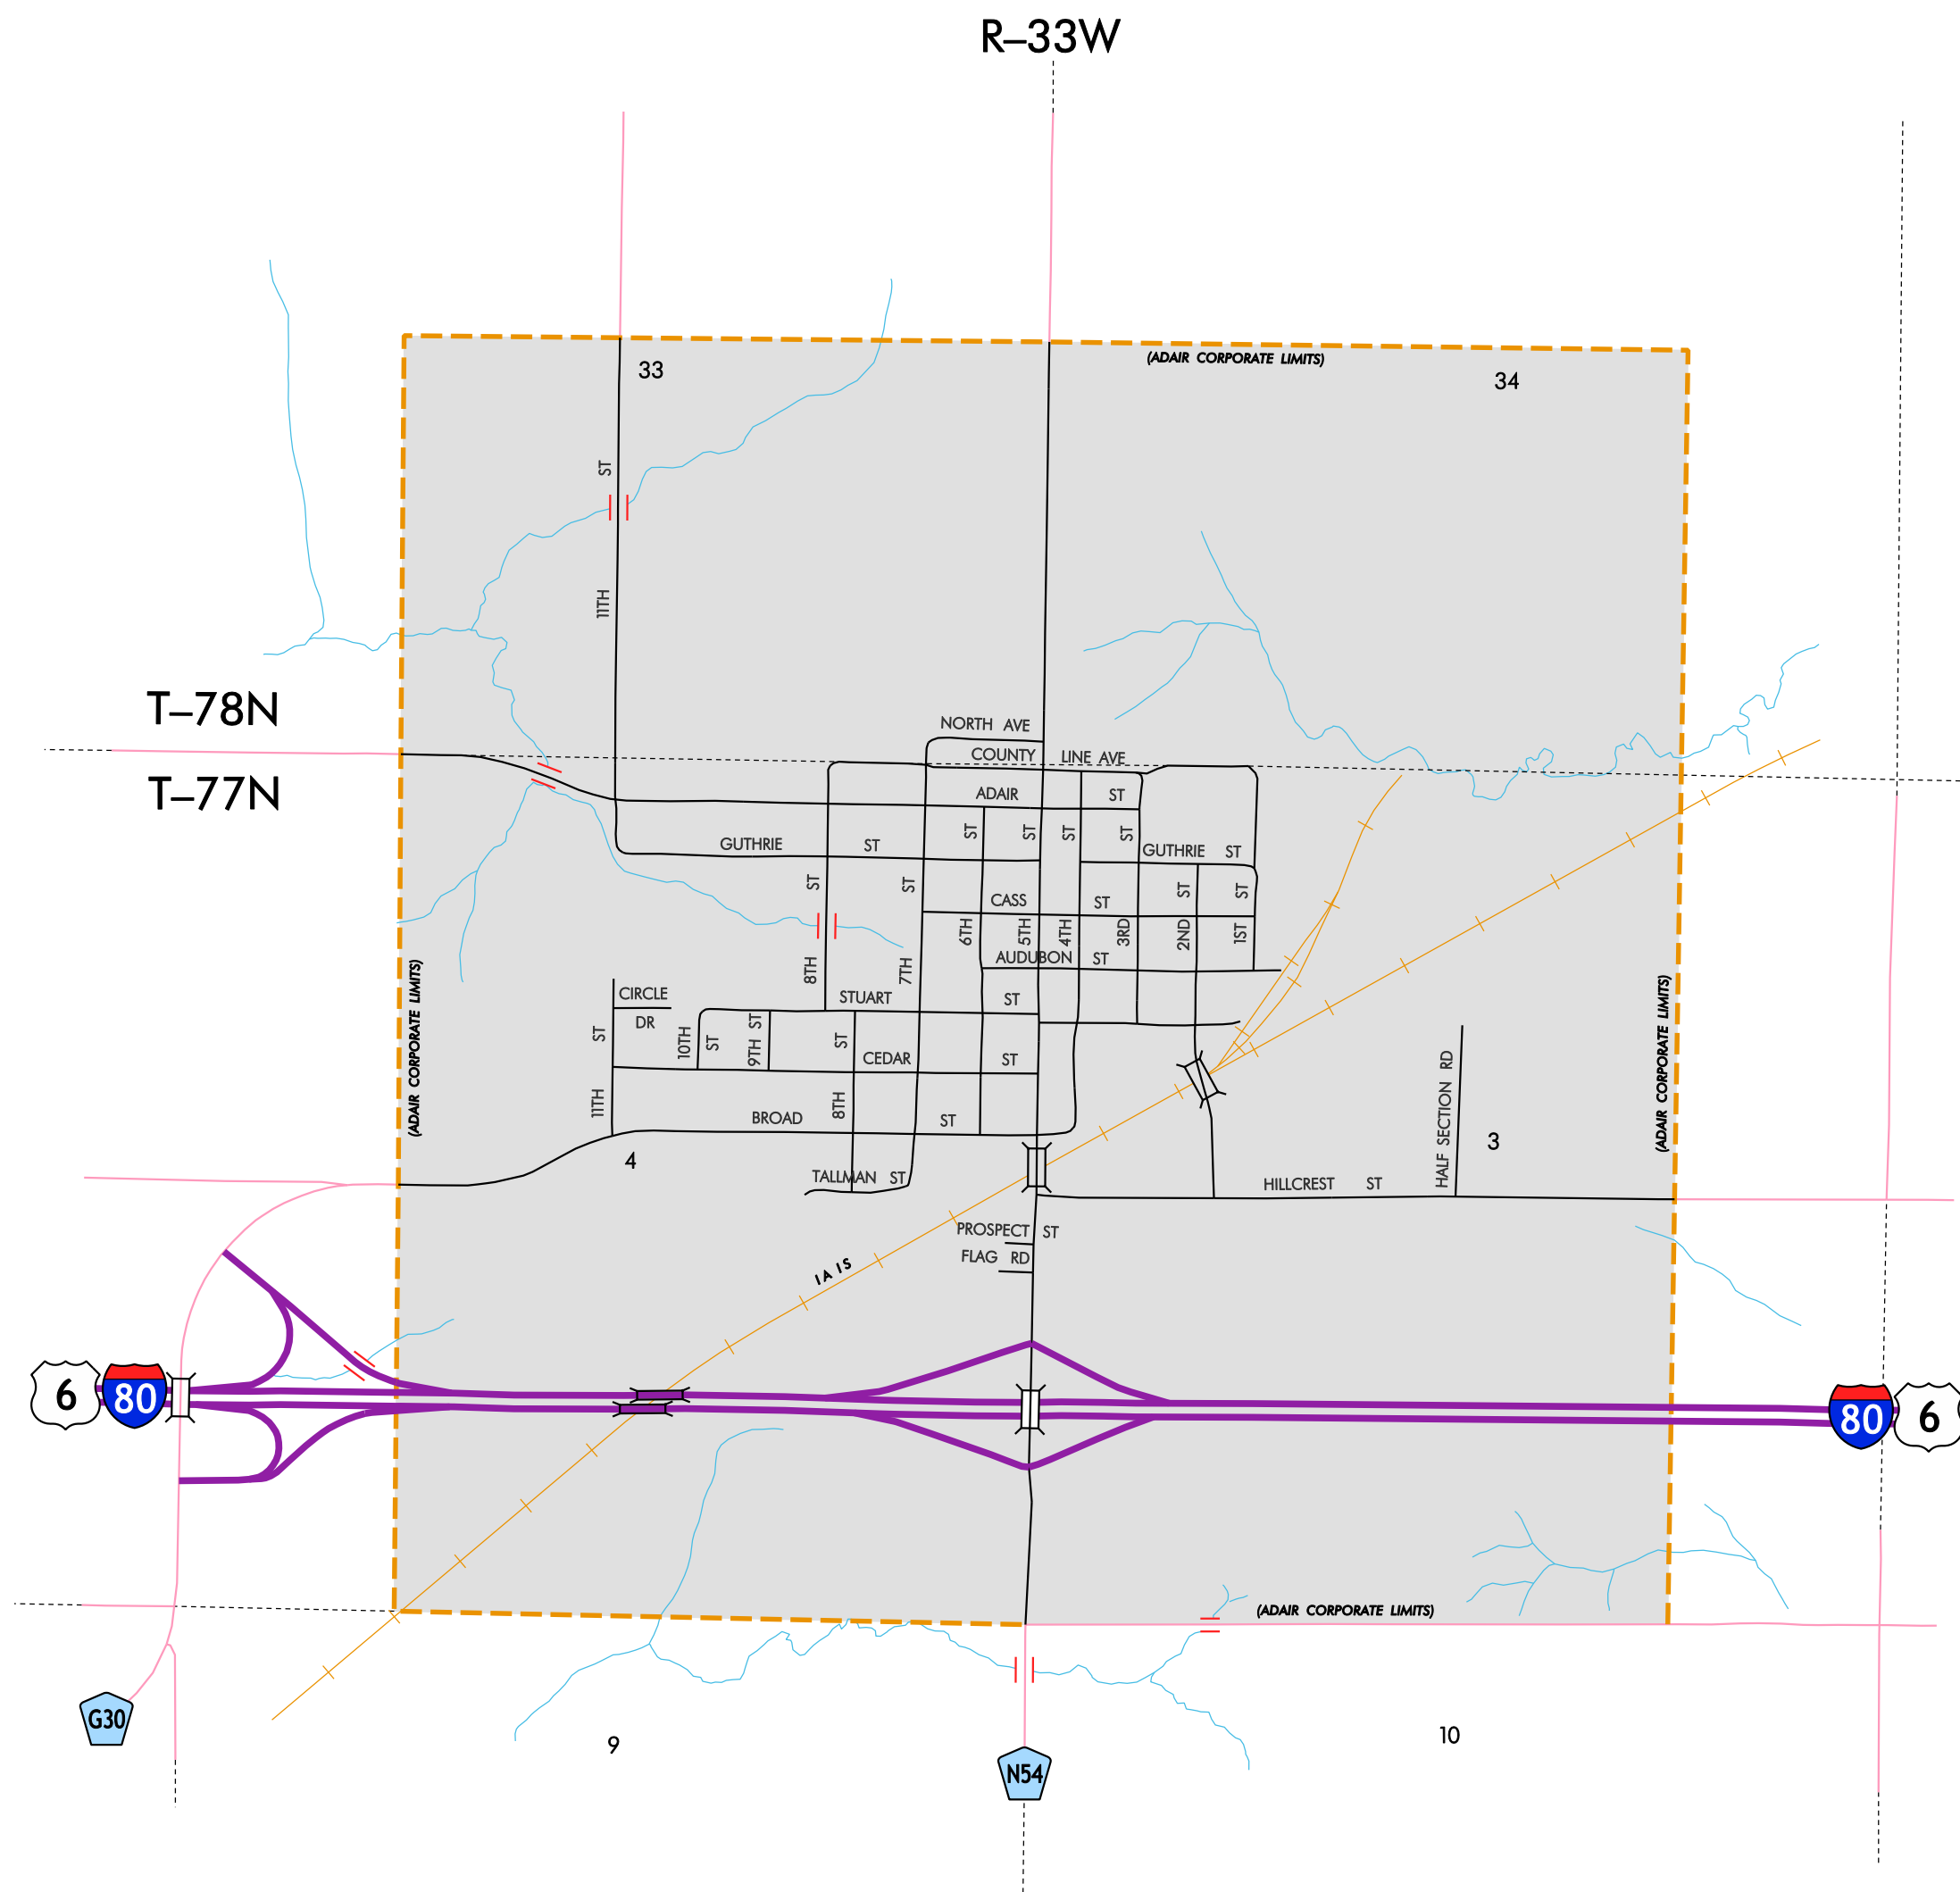 R–33W
(ADAIR CORPORATE LIMITS)
33
34
ST
11TH
T–78N
T–77N
NORTH AVE
COUNTY LINE AVE
ADAIR ST
ST ST ST ST
GUTHRIE ST
GUTHRIE ST
ST ST ST ST
CASS ST
6TH 5TH 4TH 3RD 2ND 1ST
AUDUBON ST
8TH 7TH
(ADAIR CORPORATE LIMITS)
(ADAIR CORPORATE LIMITS)
CIRCLE DR
STUART ST
ST 10TH ST 9TH ST ST
CEDAR ST
11TH 8TH
BROAD ST
HALF SECTION RD
4
3
TALLMAN ST
HILLCREST ST
PROSPECT ST
FLAG RD
IA IS
6 80
80 6
(ADAIR CORPORATE LIMITS)
G30
9
10
N54